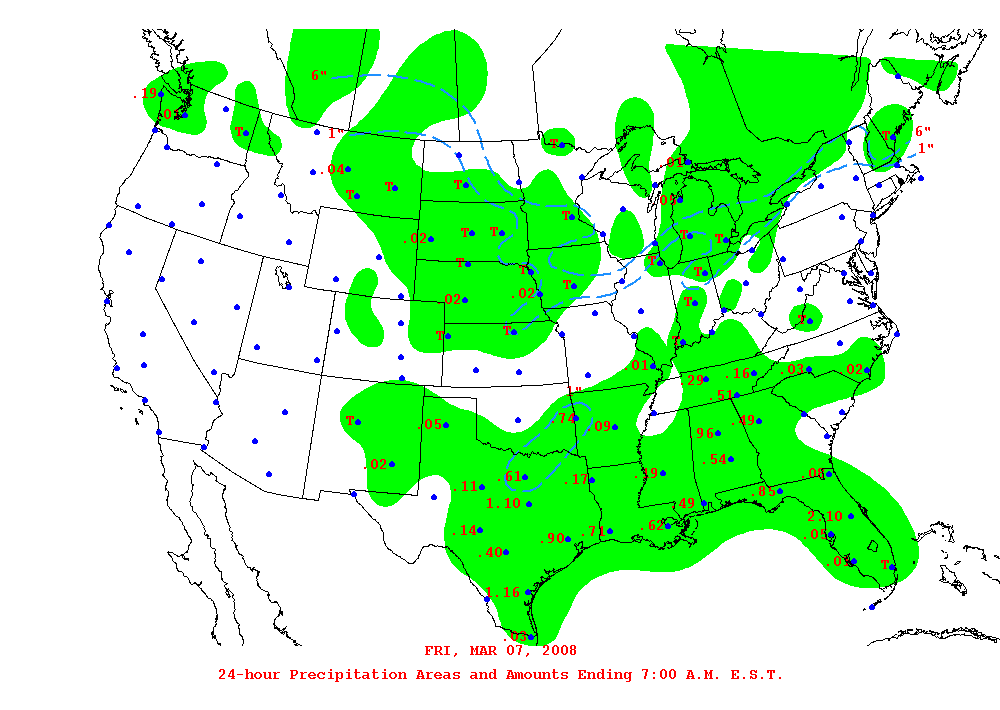 6"
.19
.01
T
1"
6"
T
1"
T
.04
.01
T
T
T
.05
T
.02
T
T
T
T
T
T
T
T
.02
.02
T
T
T
T
T
T
.01
.29
.16
.03
.02
1"
.51
T
.05
.74
.09
.49
.96
.02
.54
.11
.61
.17
.19
.08
.85
1.10
.49
2.10
.14
.90
.71
.62
.05
.40
.01
T
1.16
.03
FRI, MAR 07, 2008
24-hour Precipitation Areas and Amounts Ending 7:00 A.M. E.S.T.